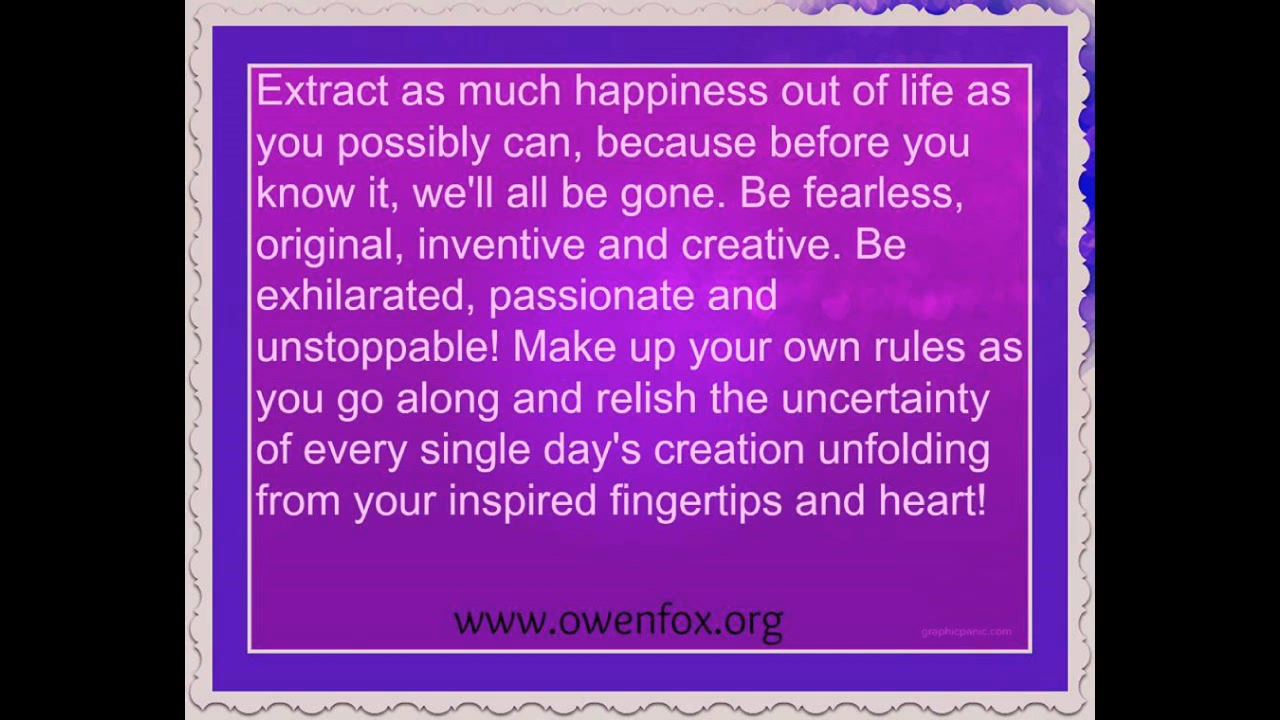 Extract as much happiness out of life as
you possibly can, because before you
know it, we'll all be gone. Be fearless,
original, inventive and creative. Be
exhilarated, passionate and
unstoppable! Make up your own rules as
you go along and relish the uncertainty
of every single day's creation unfolding
from your inspired fingertips and heart!
www.owenfox.org
graphicpanic.com